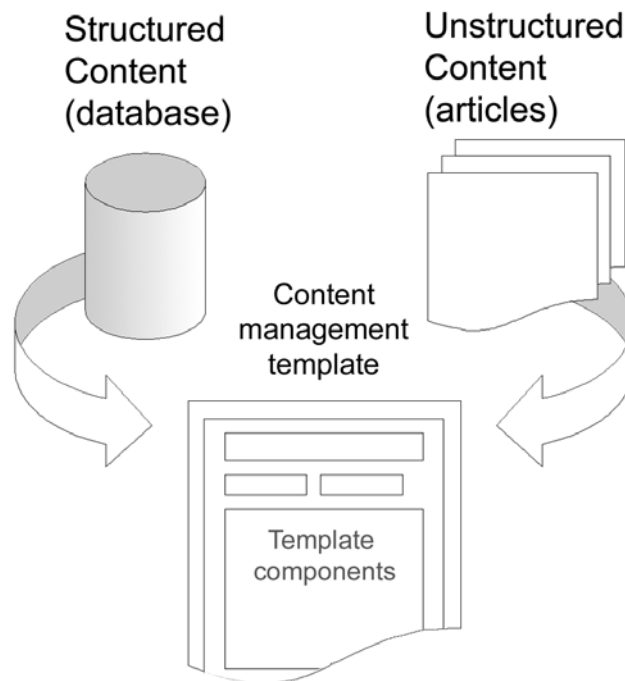 Structured
Content
(database)
Unstructured
Content
(articles)
Content
management
template
Template
components